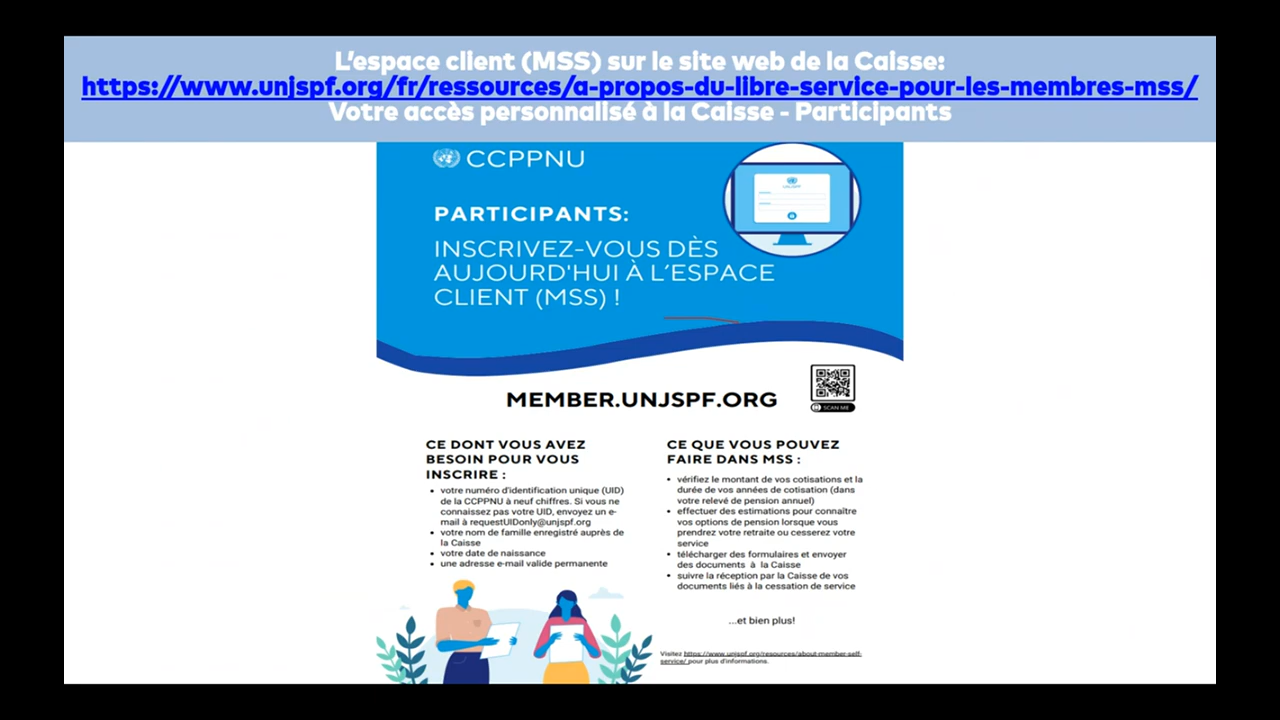 L'espace client (MSS) sur le site web de la Caisse:
https://www.unjspf.org/fr/ressources/a-propos-du-libre-service-pour-les-membres-mss/
Votre accès personnalisé à la Caisse - Participants
CCPPNU
UNJSPF
PARTICIPANTS:
INSCRIVEZ-VOUS DÈS
AUJOURD'HUI À L'ESPACE
CLIENT (MSS) !
MEMBER.UNJSPF.ORG
SCAN ME
CE DONT VOUS AVEZ
BESOIN POUR VOUS
INSCRIRE :
• votre numéro d'identification unique (UID)
de la CCPPNU à neuf chiffres. Si vous ne
connaissez pas votre UID, envoyez un e-
mail à requestUIDonly@unjspf.org
• votre nom de famille enregistré auprès de
la Caisse
• votre date de naissance
• une adresse e-mail valide permanente
CE QUE VOUS POUVEZ
FAIRE DANS MSS :
• vérifiez le montant de vos cotisations et la
durée de vos années de cotisation (dans
votre relevé de pension annuel)
• effectuer des estimations pour connaître
vos options de pension lorsque vous
prendrez votre retraite ou cesserez votre
service
• télécharger des formulaires et envoyer
des documents à la Caisse
• suivre la réception par la Caisse de vos
documents liés à la cessation de service
...et bien plus!
Visitez https://www.unjspf.org/resources/about-member-self-
service/ pour plus d'informations.